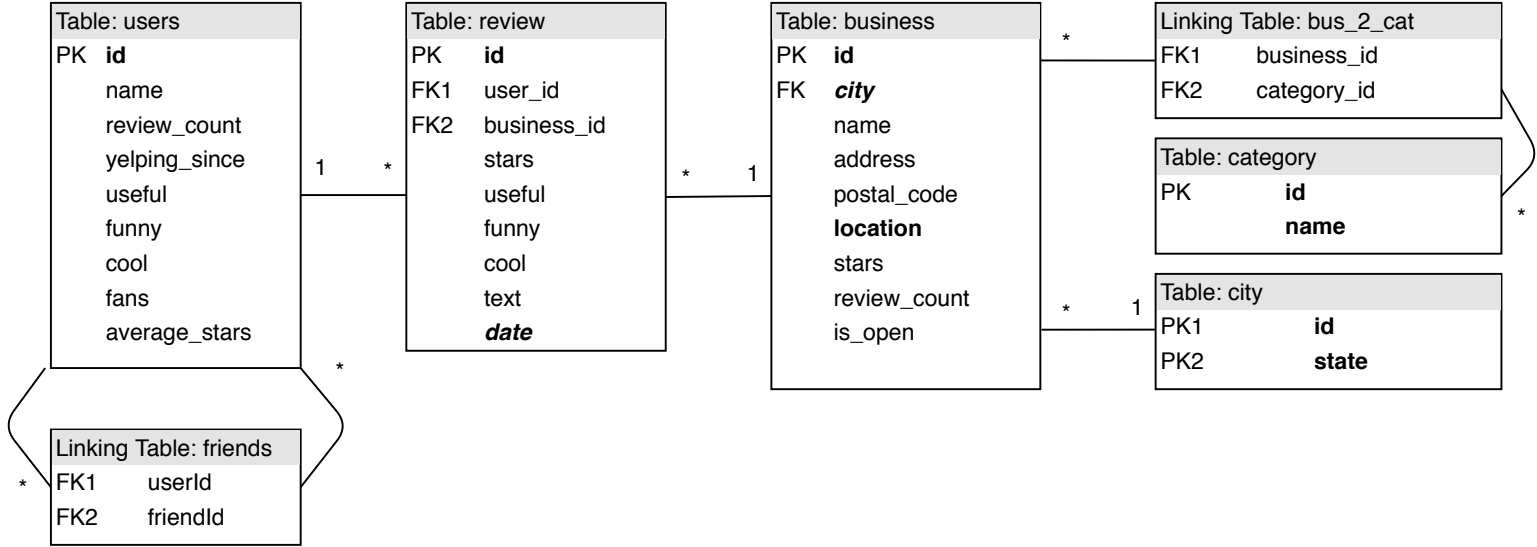 Table: users
PK id
name
review_count
yelping_since
useful
funny
cool
fans
average_stars
1
*
Table: review
PK id
FK1 user_id
FK2 business_id
stars
useful
funny
cool
text
date
*
1
Table: business
PK id
FK city
name
address
postal_code
location
stars
review_count
is_open
*
Linking Table: bus_2_cat
FK1 business_id
FK2 category_id
Table: category
PK id
name
*
*
1
Table: city
PK1 id
PK2 state
*
*
Linking Table: friends
FK1 userId
FK2 friendId